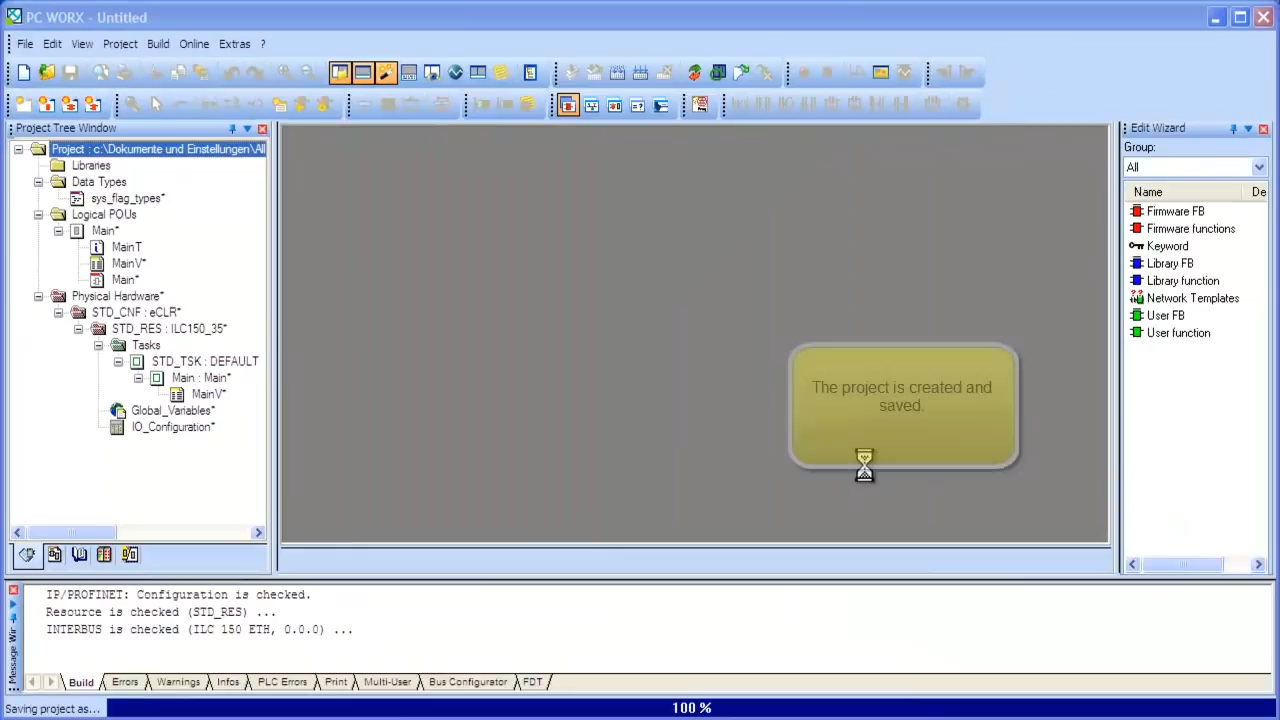 PC WORX - Untitled
File Edit View Project Build Online Extras ?
Project Tree Window
Project : c:\Dokumente und Einstellungen\All
Libraries
Data Types
sys_flag_types*
Logical POUs
Main*
MainT
MainV*
Main*
Physical Hardware*
STD_CNF : eCLR*
STD_RES : ILC150_35*
Tasks
STD_TSK : DEFAULT
Main : Main*
MainV*
Global_Variables*
IO_Configuration*
The project is created and
saved.
Edit Wizard
Group:
All
Name De
Firmware FB
Firmware functions
Keyword
Library FB
Library function
Network Templates
User FB
User function
Message Win
IP/PROFINET: Configuration is checked.
Resource is checked (STD_RES) ...
INTERBUS is checked (ILC 150 ETH, 0.0.0) ...
Build Errors Warnings Infos PLC Errors Print Multi-User Bus Configurator FDT
Saving project as... 100 %